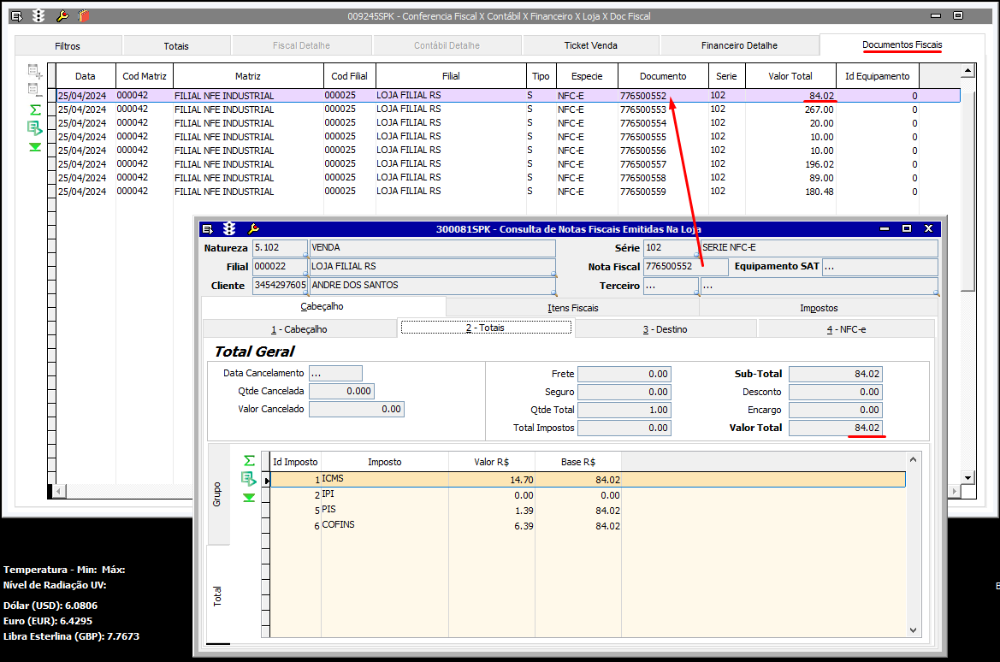 009245SPK - Conferencia Fiscal X Contábil X Financeiro X Loja X Doc Fiscal
Filtros Totais Fiscal Detalhe Contábil Detalhe Ticket Venda Financeiro Detalhe Documentos Fiscais
Data Cod Matriz Matriz Cod Filial Filial Tipo Especie Documento Serie Valor Total Id Equipamento
25/04/2024 000042 FILIAL NFE INDUSTRIAL 000025 LOJA FILIAL RS S NFC-E 776500552 102 84.02 0
25/04/2024 000042 FILIAL NFE INDUSTRIAL 000025 LOJA FILIAL RS S NFC-E 776500553 102 267.00 0
25/04/2024 000042 FILIAL NFE INDUSTRIAL 000025 LOJA FILIAL RS S NFC-E 776500554 102 20.00 0
25/04/2024 000042 FILIAL NFE INDUSTRIAL 000025 LOJA FILIAL RS S NFC-E 776500555 102 10.00 0
25/04/2024 000042 FILIAL NFE INDUSTRIAL 000025 LOJA FILIAL RS S NFC-E 776500556 102 10.00 0
25/04/2024 000042 FILIAL NFE INDUSTRIAL 000025 LOJA FILIAL RS S NFC-E 776500557 102 196.02 0
25/04/2024 000042 FILIAL NFE INDUSTRIAL 000025 LOJA FILIAL RS S NFC-E 776500558 102 89.00 0
25/04/2024 000042 FILIAL NFE INDUSTRIAL 000025 LOJA FILIAL RS S NFC-E 776500559 102 180.48 0
300081SPK - Consulta de Notas Fiscais Emitidas Na Loja
Natureza 5.102 VENDA Série 102 SERIE NFC-E
Filial 000022 LOJA FILIAL RS Nota Fiscal 776500552 Equipamento SAT ...
Cliente 3454297605 ANDRE DOS SANTOS Terceiro ... ...
Cabeçalho Itens Fiscais Impostos
1 - Cabeçalho 2 - Totais 3 - Destino 4 - NFC-e
Total Geral
Data Cancelamento ... Frete 0.00 Sub-Total 84.02
Qtde Cancelada 0.000 Seguro 0.00 Desconto 0.00
Valor Cancelado 0.00 Qtde Total 1.00 Encargo 0.00
Total Impostos 0.00 Valor Total 84.02
Grupo
Total
Id Imposto Imposto Valor R$ Base R$
1 ICMS 14.70 84.02
2 IPI 0.00 0.00
5 PIS 1.39 84.02
6 COFINS 6.39 84.02
Temperatura - Min: Máx:
Nível de Radiação UV:
Dólar (USD): 6.0806
Euro (EUR): 6.4295
Libra Esterlina (GBP): 7.7673